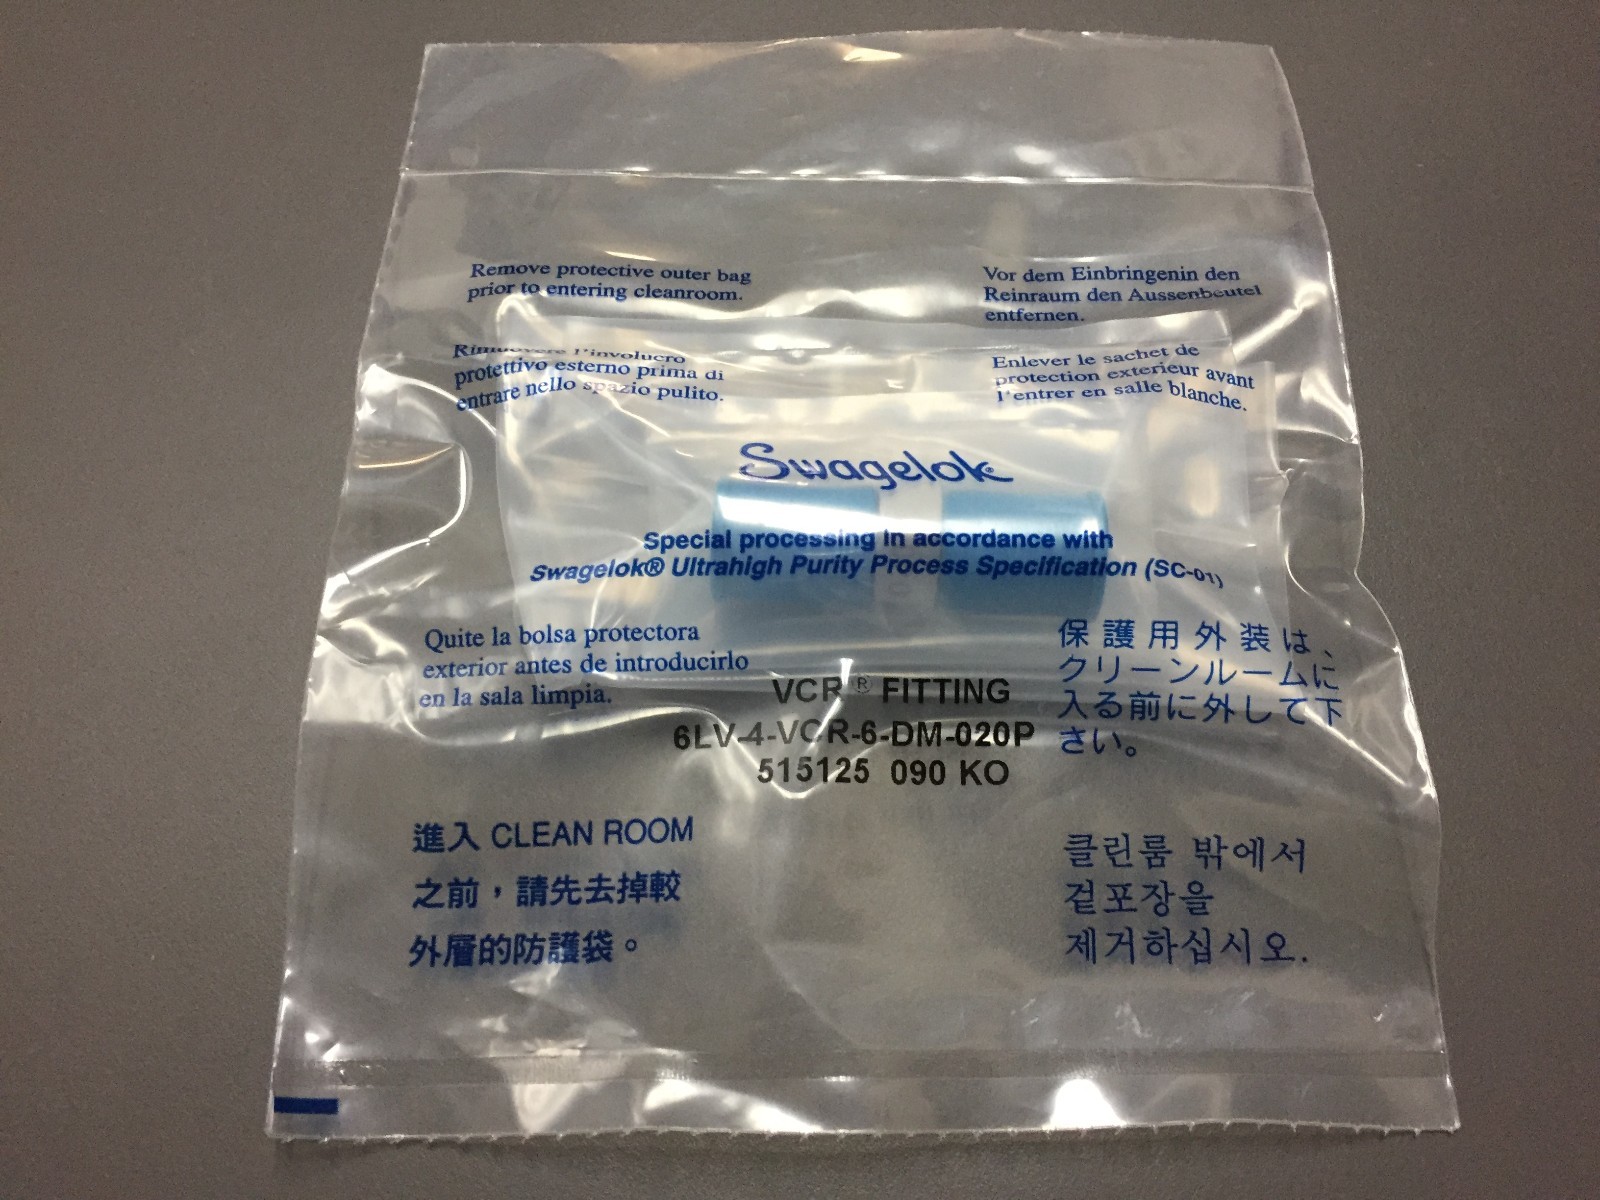 Remove protective outer bag
prior to entering cleanroom.
Vor dem Einbringenin den
Reinraum den Aussenbeutel
entfernen.
Rimuovere l'involucro
protettivo esterno prima di
entrare nello spazio pulito.
Enlever le sachet de
protection exterieur avant
l'entrer en salle blanche.
Swagelok
Special processing in accordance with
Swagelok® Ultrahigh Purity Process Specification (SC-01)
Quite la bolsa protectora
exterior antes de introducirlo
en la sala limpia.
保護用外装は、
クリーンルームに
入る前に外して下
さい。
VCR® FITTING
6LV-4-VCR-6-DM-020P
515125 090 KO
進入 CLEAN ROOM
之前，請先去掉較
外層的防護袋。
클린룸 밖에서
겉포장을
제거하십시오.